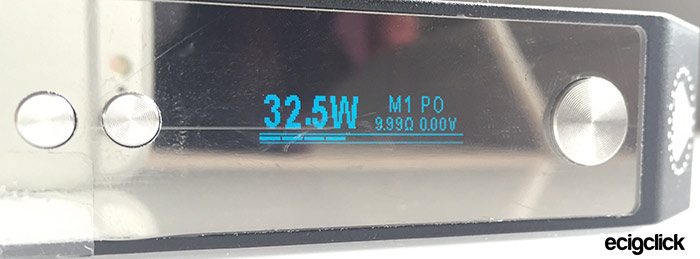 32.5W
M1 PO
9.99Ω 0.00V
ecigclick